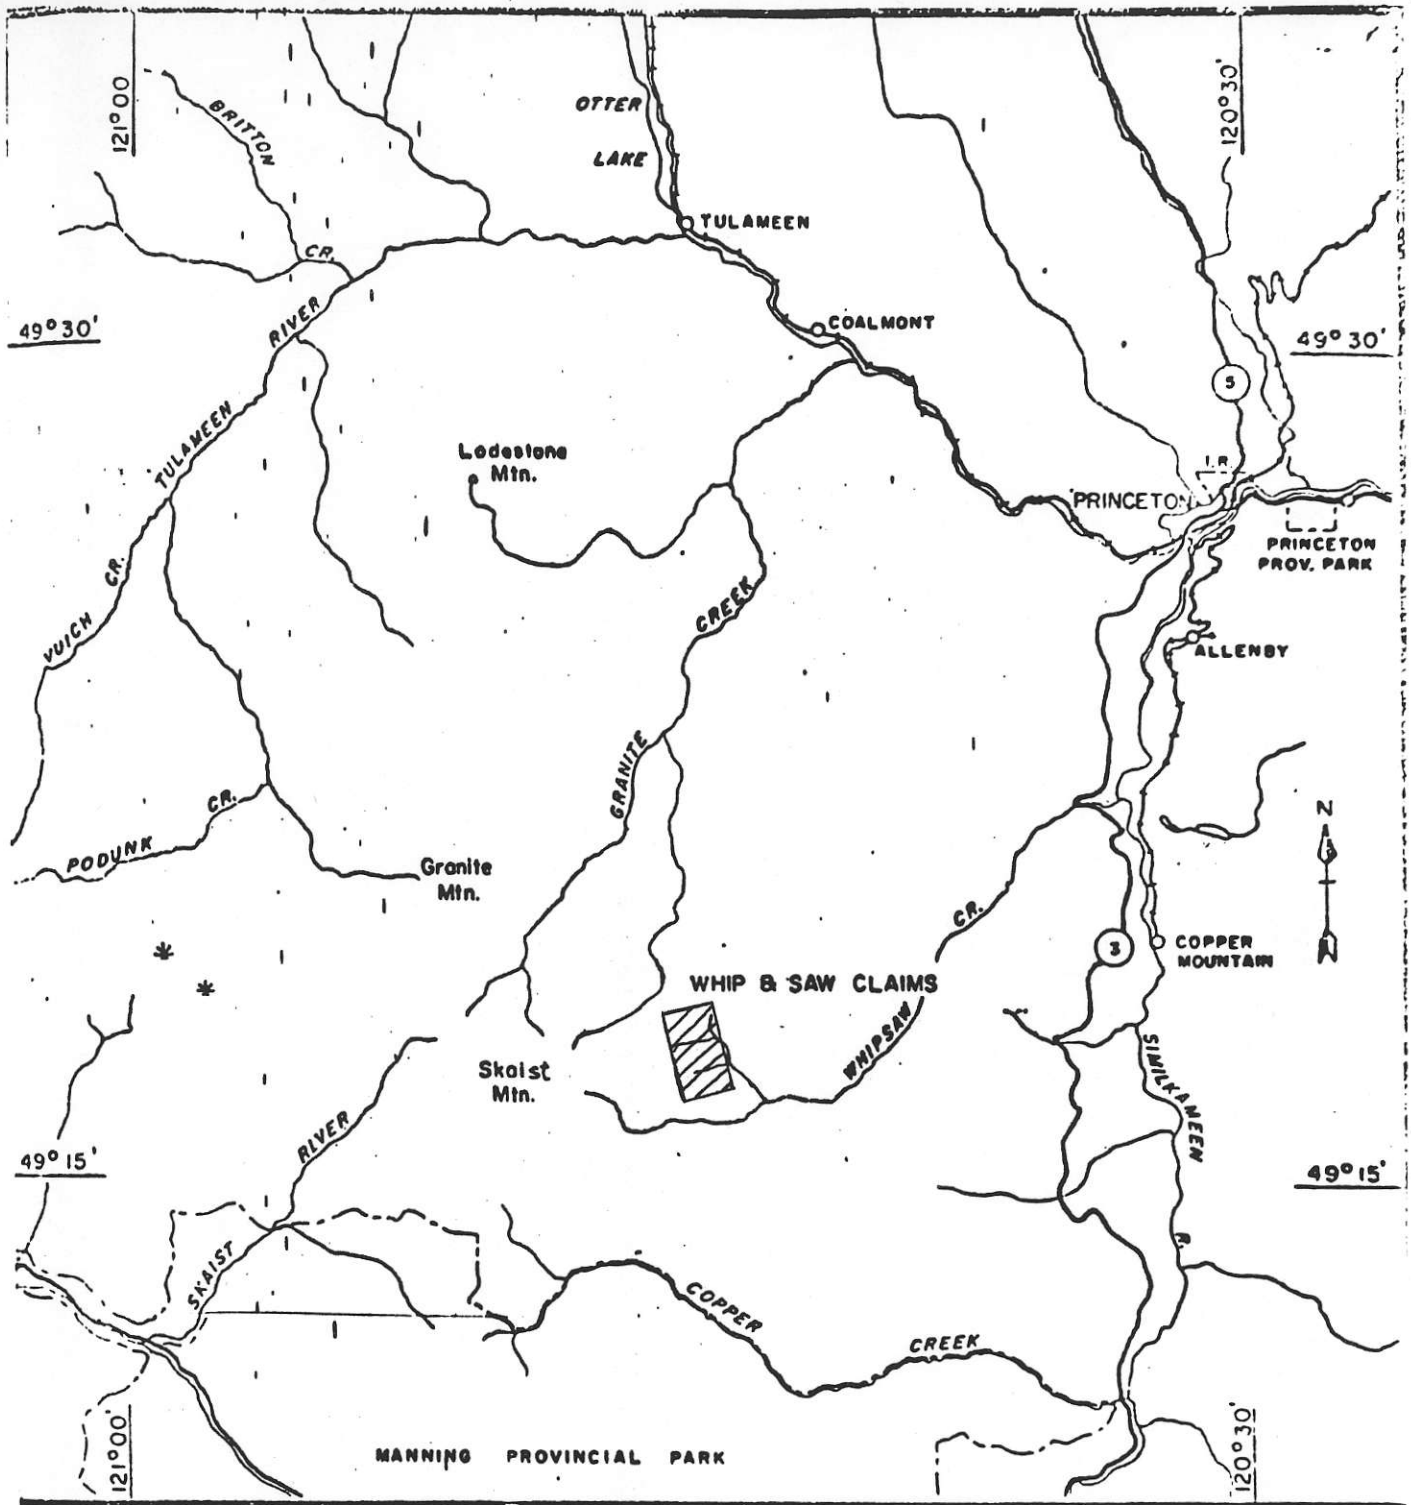 121°00
OTTER
LAKE
120°30'
BRITTON
CR.
TULAMEEN
49°30'
RIVER
COALMONT
49°30'
5
TULAMEEN
Lodestone
Mtn.
I.R.
PRINCETON
PRINCETON
PROV. PARK
VUICH CR.
CREEK
ALLENBY
GRANITE
PODUNK CR.
N
Granite
Mtn.
CR.
3
COPPER
MOUNTAIN
WHIP & SAW CLAIMS
WHIPSAW
Skaist
Mtn.
SIMILKAMEEN
RIVER
49°15'
49°15'
SKAIST
R.
COPPER
CREEK
121°00'
MANNING PROVINCIAL PARK
120°30'